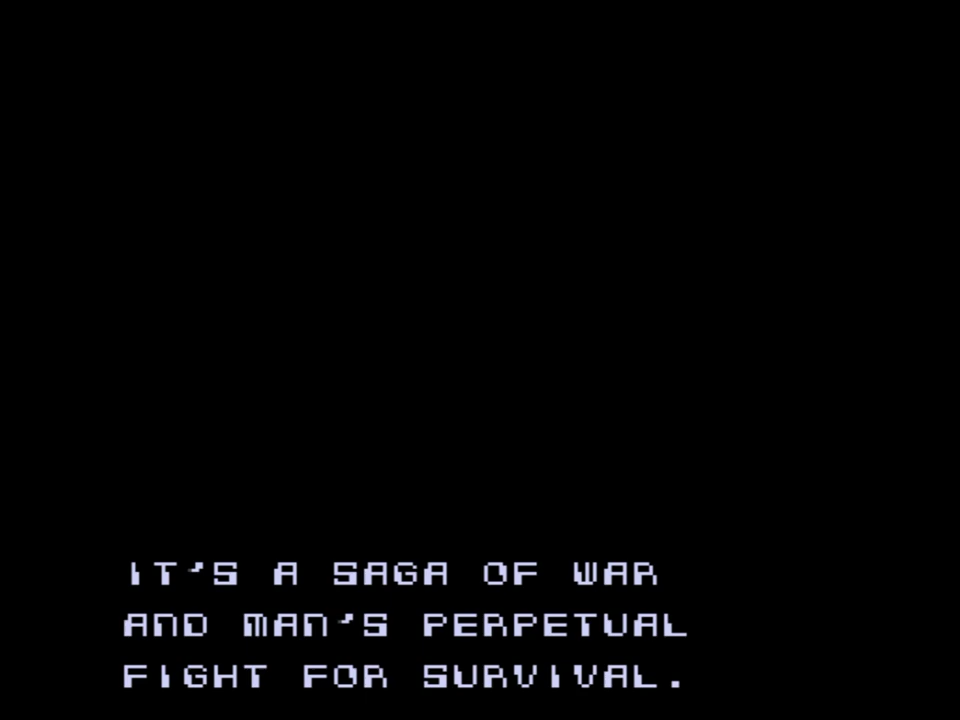 IT'S A SAGA OF WAR
AND MAN'S PERPETUAL
FIGHT FOR SURVIVAL.